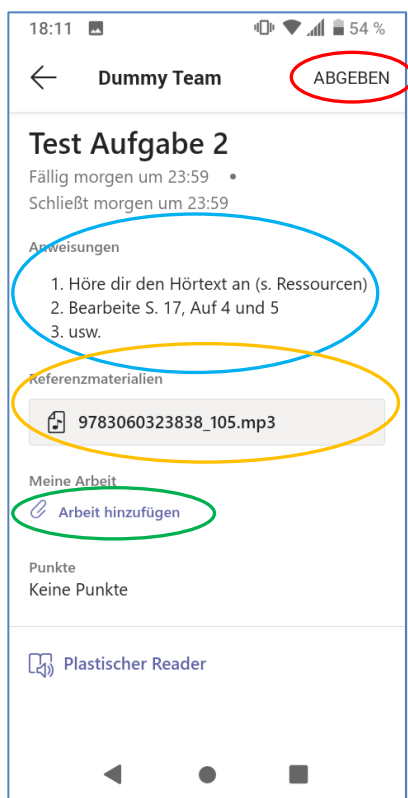 18:11 54 %
Dummy Team ABGEBEN
Test Aufgabe 2
Fällig morgen um 23:59 •
Schließt morgen um 23:59
Anweisungen
1. Höre dir den Hörtext an (s. Ressourcen)
2. Bearbeite S. 17, Auf 4 und 5
3. usw.
Referenzmaterialien
9783060323838_105.mp3
Meine Arbeit
Arbeit hinzufügen
Punkte
Keine Punkte
Plastischer Reader